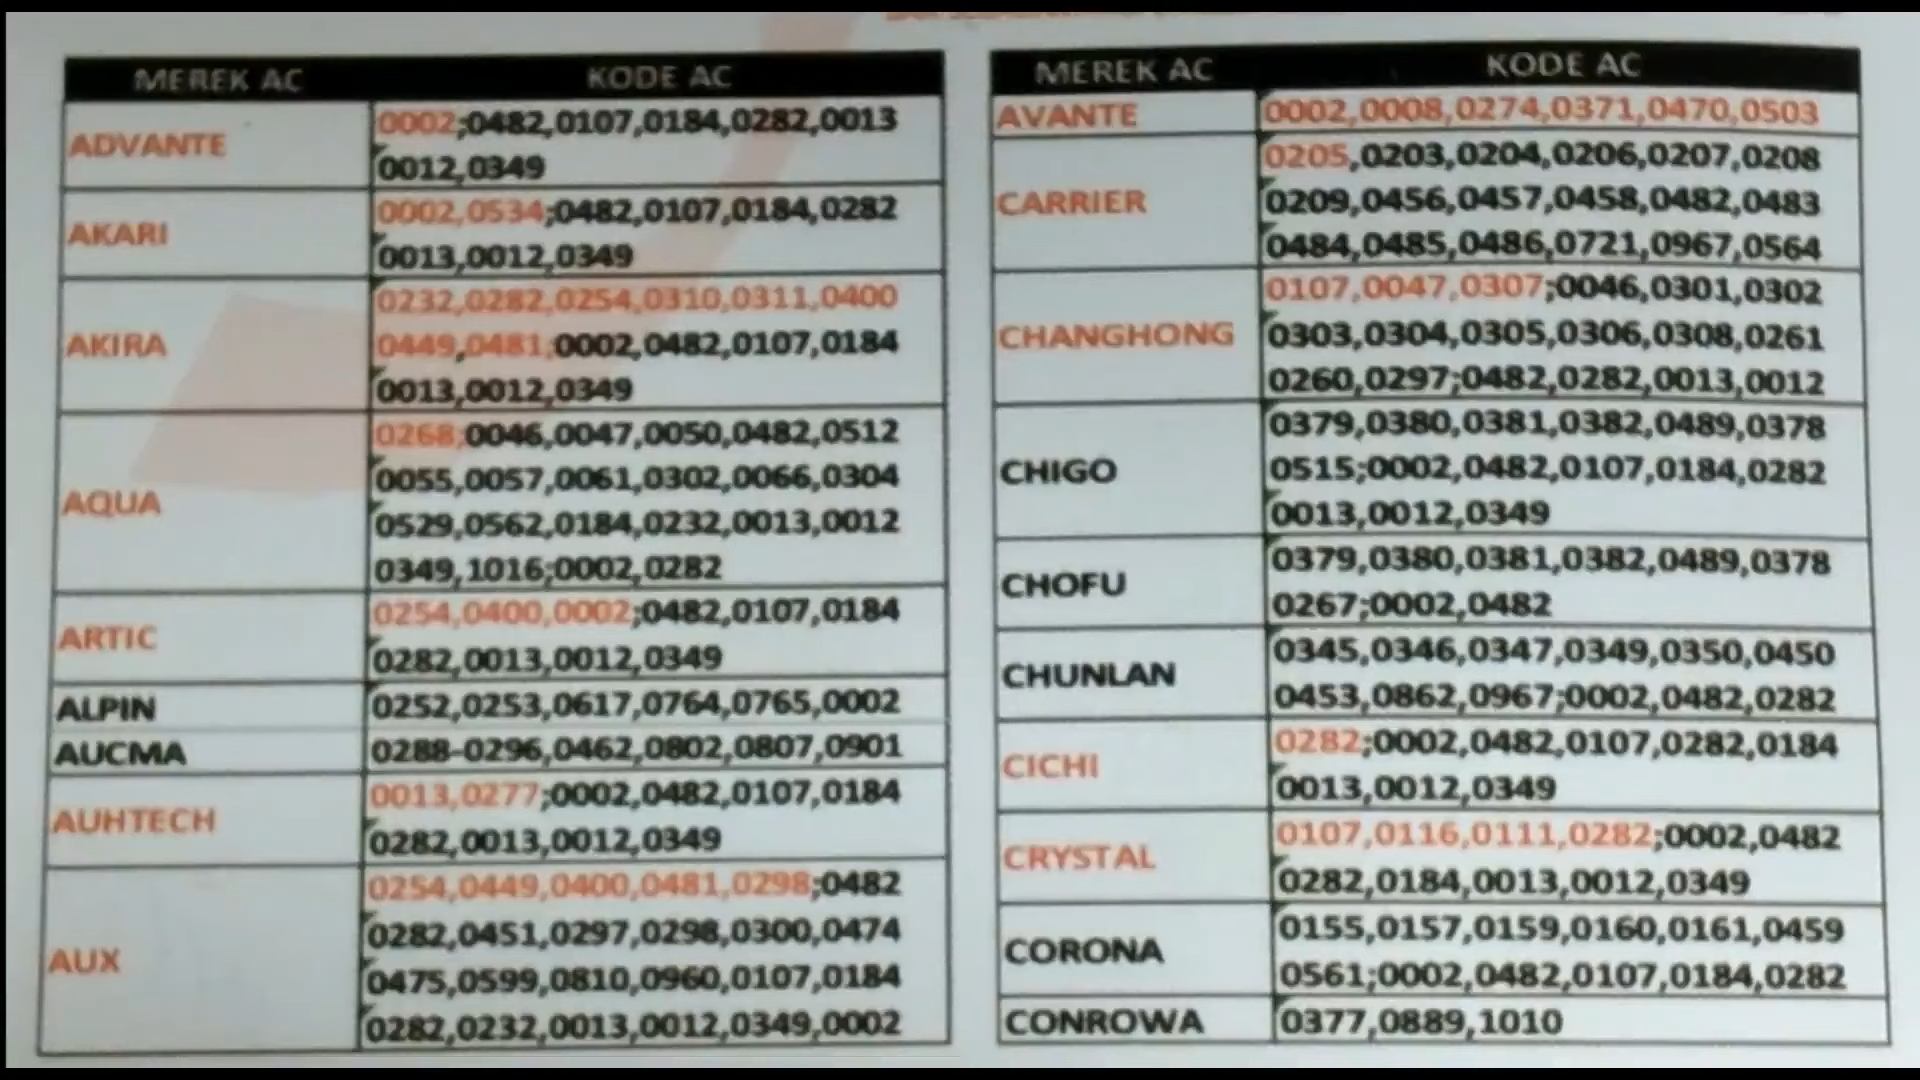 MEREK AC KODE AC
ADVANTE 0002;0482,0107,0184,0282,0013
0012,0349
AKARI 0002,0534;0482,0107,0184,0282
0013,0012,0349
AKIRA 0232,0282,0254,0310,0311,0400
0449,0481;0002,0482,0107,0184
0013,0012,0349
AQUA 0268;0046,0047,0050,0482,0512
0055,0057,0061,0302,0066,0304
0529,0562,0184,0232,0013,0012
0349,1016;0002,0282
ARTIC 0254,0400,0002;0482,0107,0184
0282,0013,0012,0349
ALPIN 0252,0253,0617,0764,0765,0002
AUCMA 0288-0296,0462,0802,0807,0901
AUHTECH 0013,0277;0002,0482,0107,0184
0282,0013,0012,0349
AUX 0254,0449,0400,0481,0298;0482
0282,0451,0297,0298,0300,0474
0475,0599,0810,0960,0107,0184
0282,0232,0013,0012,0349,0002
MEREK AC KODE AC
AVANTE 0002,0008,0274,0371,0470,0503
CARRIER 0205,0203,0204,0206,0207,0208
0209,0456,0457,0458,0482,0483
0484,0485,0486,0721,0967,0564
CHANGHONG 0107,0047,0307;0046,0301,0302
0303,0304,0305,0306,0308,0261
0260,0297;0482,0282,0013,0012
CHIGO 0379,0380,0381,0382,0489,0378
0515;0002,0482,0107,0184,0282
0013,0012,0349
CHOFU 0379,0380,0381,0382,0489,0378
0267;0002,0482
CHUNLAN 0345,0346,0347,0349,0350,0450
0453,0862,0967;0002,0482,0282
CICHI 0282;0002,0482,0107,0282,0184
0013,0012,0349
CRYSTAL 0107,0116,0111,0282;0002,0482
0282,0184,0013,0012,0349
CORONA 0155,0157,0159,0160,0161,0459
0561;0002,0482,0107,0184,0282
CONROWA 0377,0889,1010